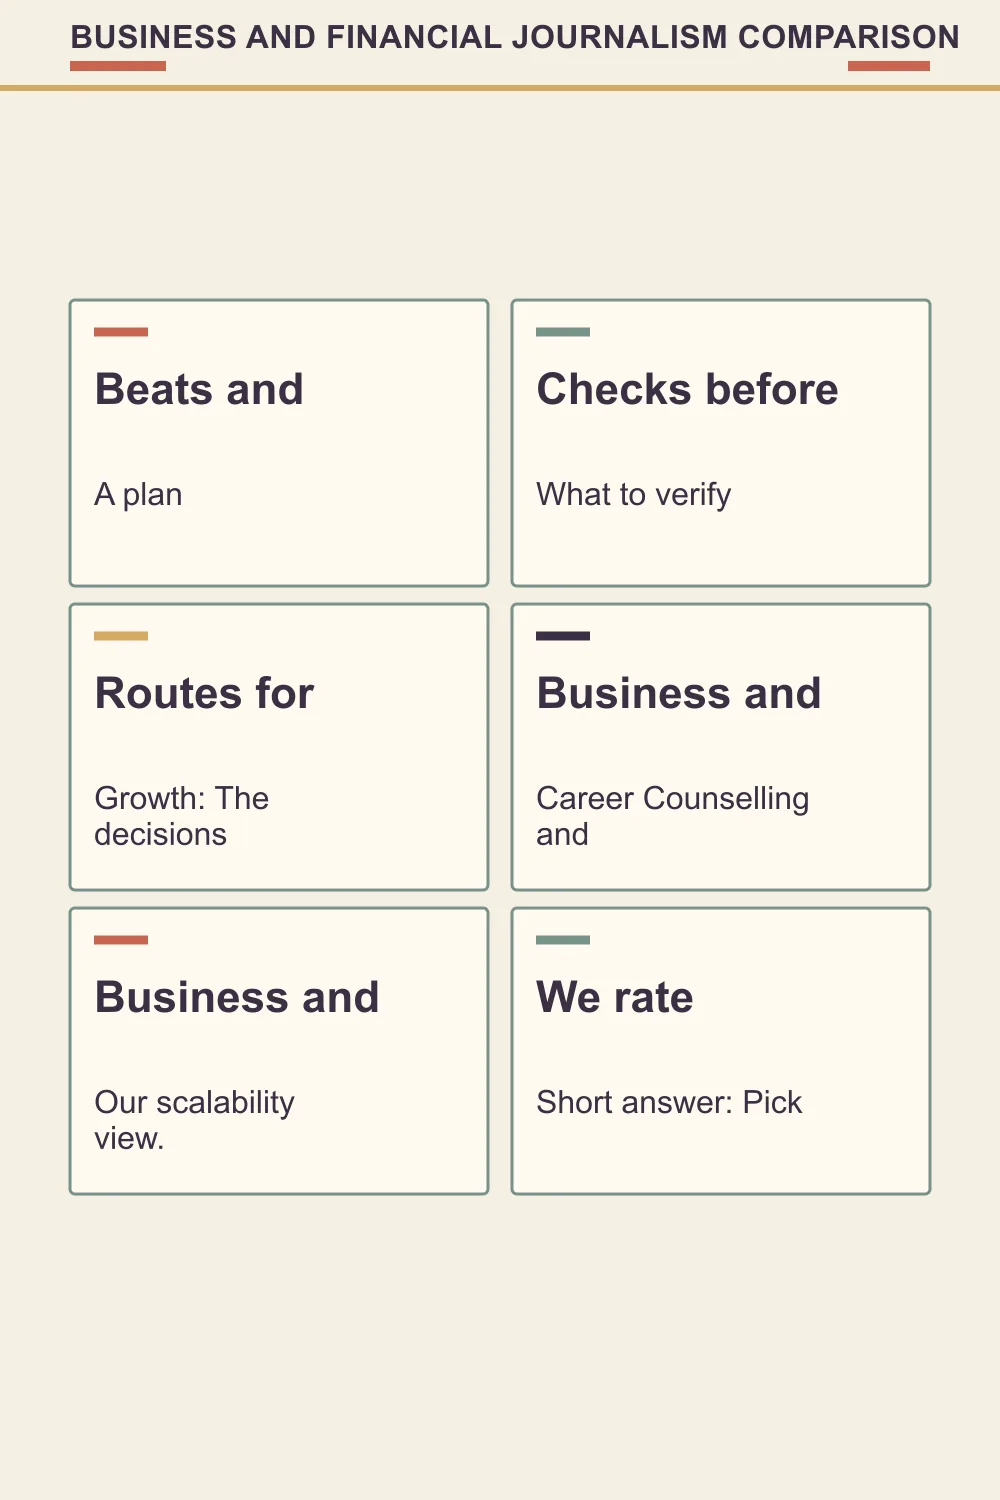 BUSINESS AND FINANCIAL JOURNALISM COMPARISON
Beats and
A plan
Checks before
What to verify
Routes for
Growth: The
decisions
Business and
Career Counselling
and
Business and
Our scalability
view.
We rate
Short answer: Pick